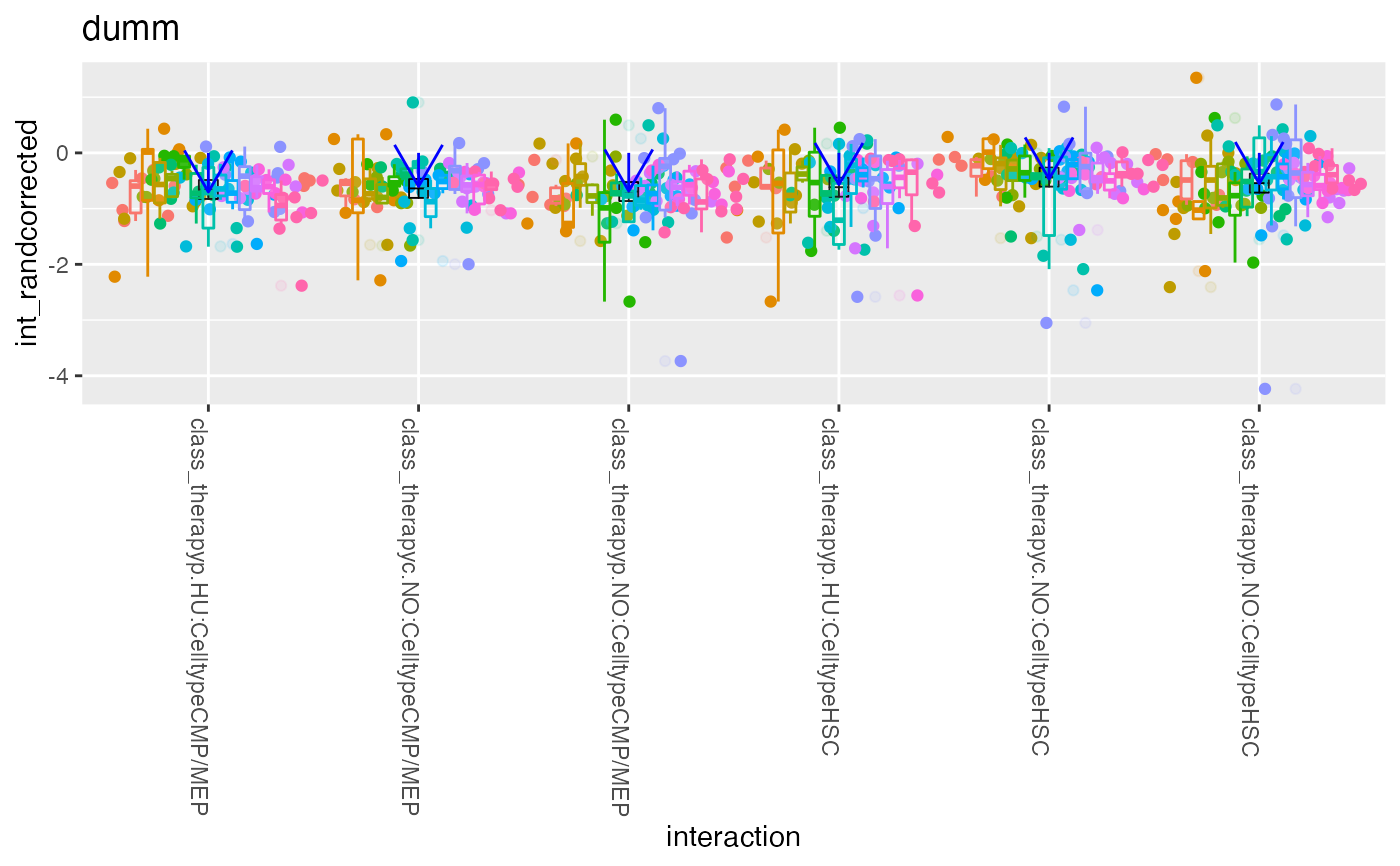 dumm
int_randcorrected
0
-2
-4
class_therapyp.HU:CelltypeCMP/MEP
class_therapyc.NO:CelltypeCMP/MEP
class_therapyp.NO:CelltypeCMP/MEP
class_therapyp.HU:CelltypeHSC
class_therapyc.NO:CelltypeHSC
class_therapyp.NO:CelltypeHSC
interaction